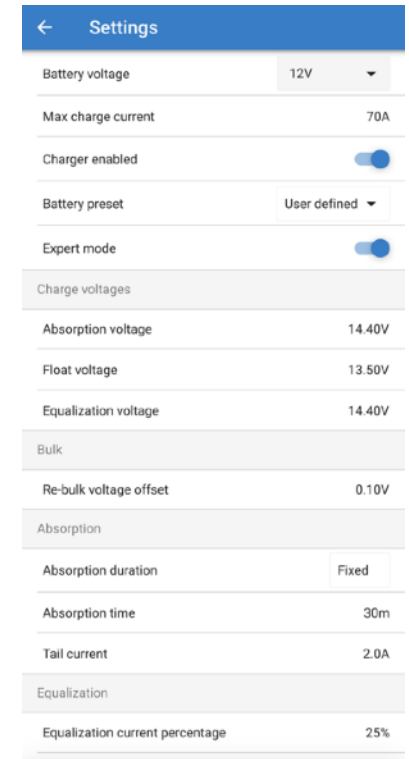 Settings
Battery voltage 12V
Max charge current 70A
Charger enabled
Battery preset User defined
Expert mode
Charge voltages
Absorption voltage 14.40V
Float voltage 13.50V
Equalization voltage 14.40V
Bulk
Re-bulk voltage offset 0.10V
Absorption
Absorption duration Fixed
Absorption time 30m
Tail current 2.0A
Equalization
Equalization current percentage 25%